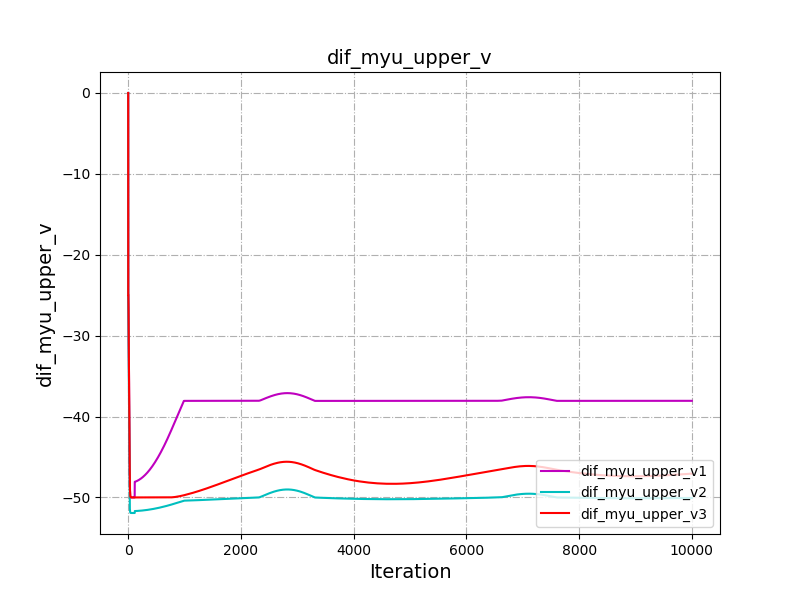 dif_myu_upper_v
dif_myu_upper_v
0
−10
−20
−30
−40
−50
0
2000
4000
6000
8000
10000
Iteration
dif_myu_upper_v1
dif_myu_upper_v2
dif_myu_upper_v3